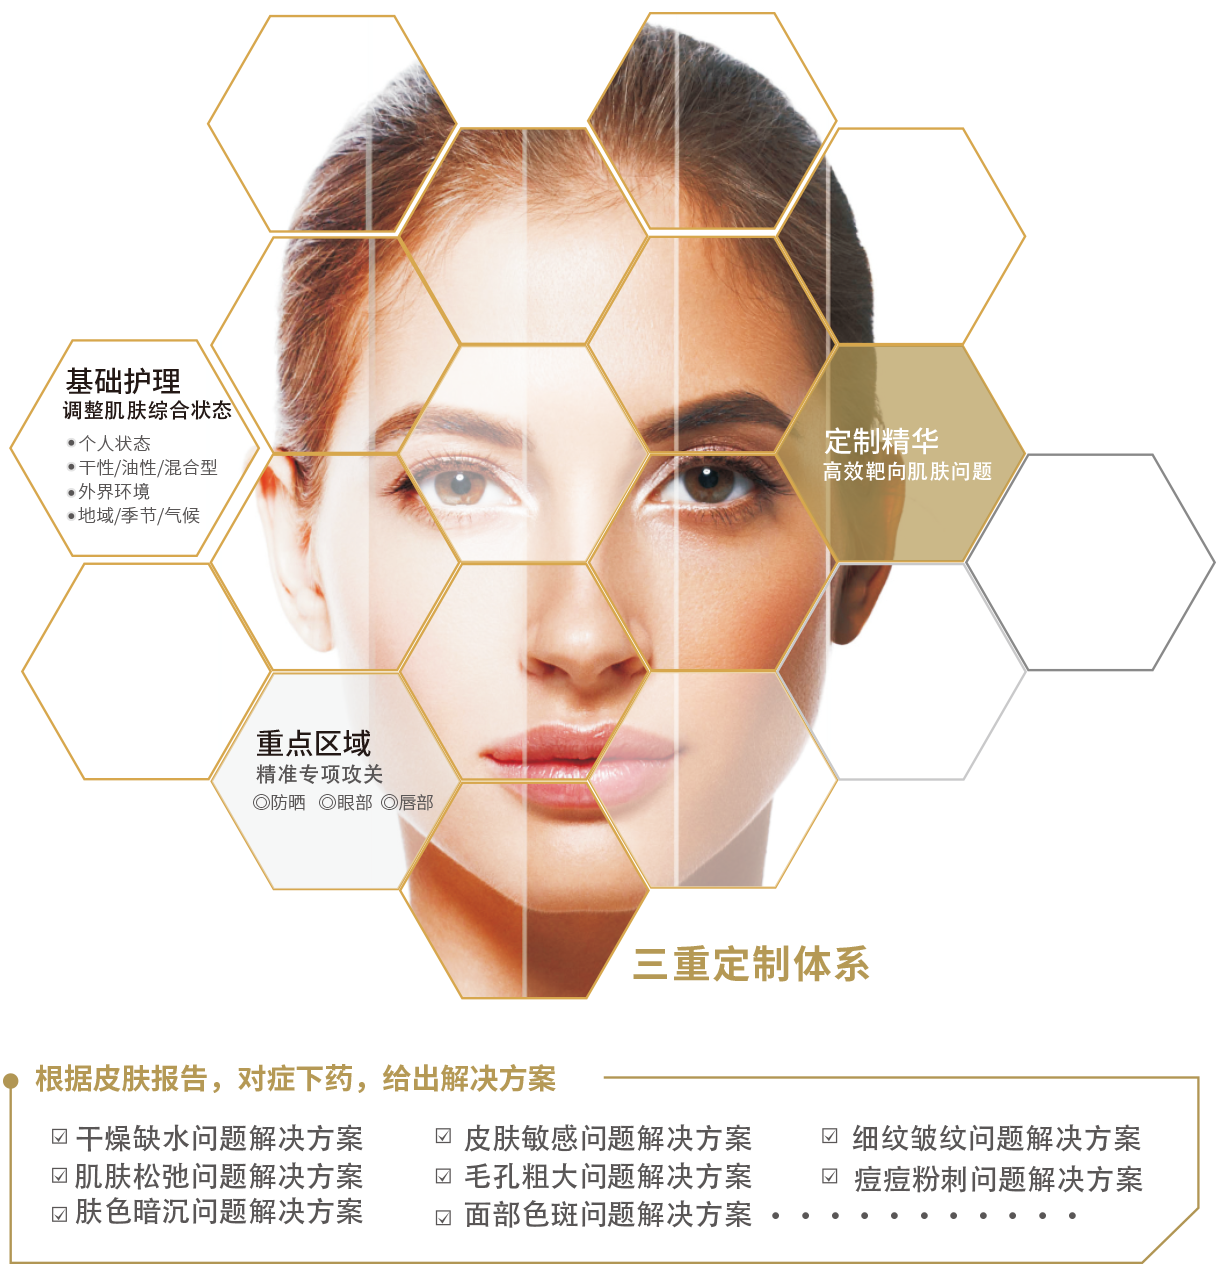 基础护理
调整肌肤综合状态
个人状态
干性/油性/混合型
外界环境
地域/季节/气候
定制精华
高效靶向肌肤问题
重点区域
精准专项攻关
◎防晒 ◎眼部 ◎唇部
三重定制体系
根据皮肤报告，对症下药，给出解决方案
☑ 干燥缺水问题解决方案
☑ 皮肤敏感问题解决方案
☑ 细纹皱纹问题解决方案
☑ 肌肤松弛问题解决方案
☑ 毛孔粗大问题解决方案
☑ 痘痘粉刺问题解决方案
☑ 肤色暗沉问题解决方案
☑ 面部色斑问题解决方案 • • • • • • • • • • •